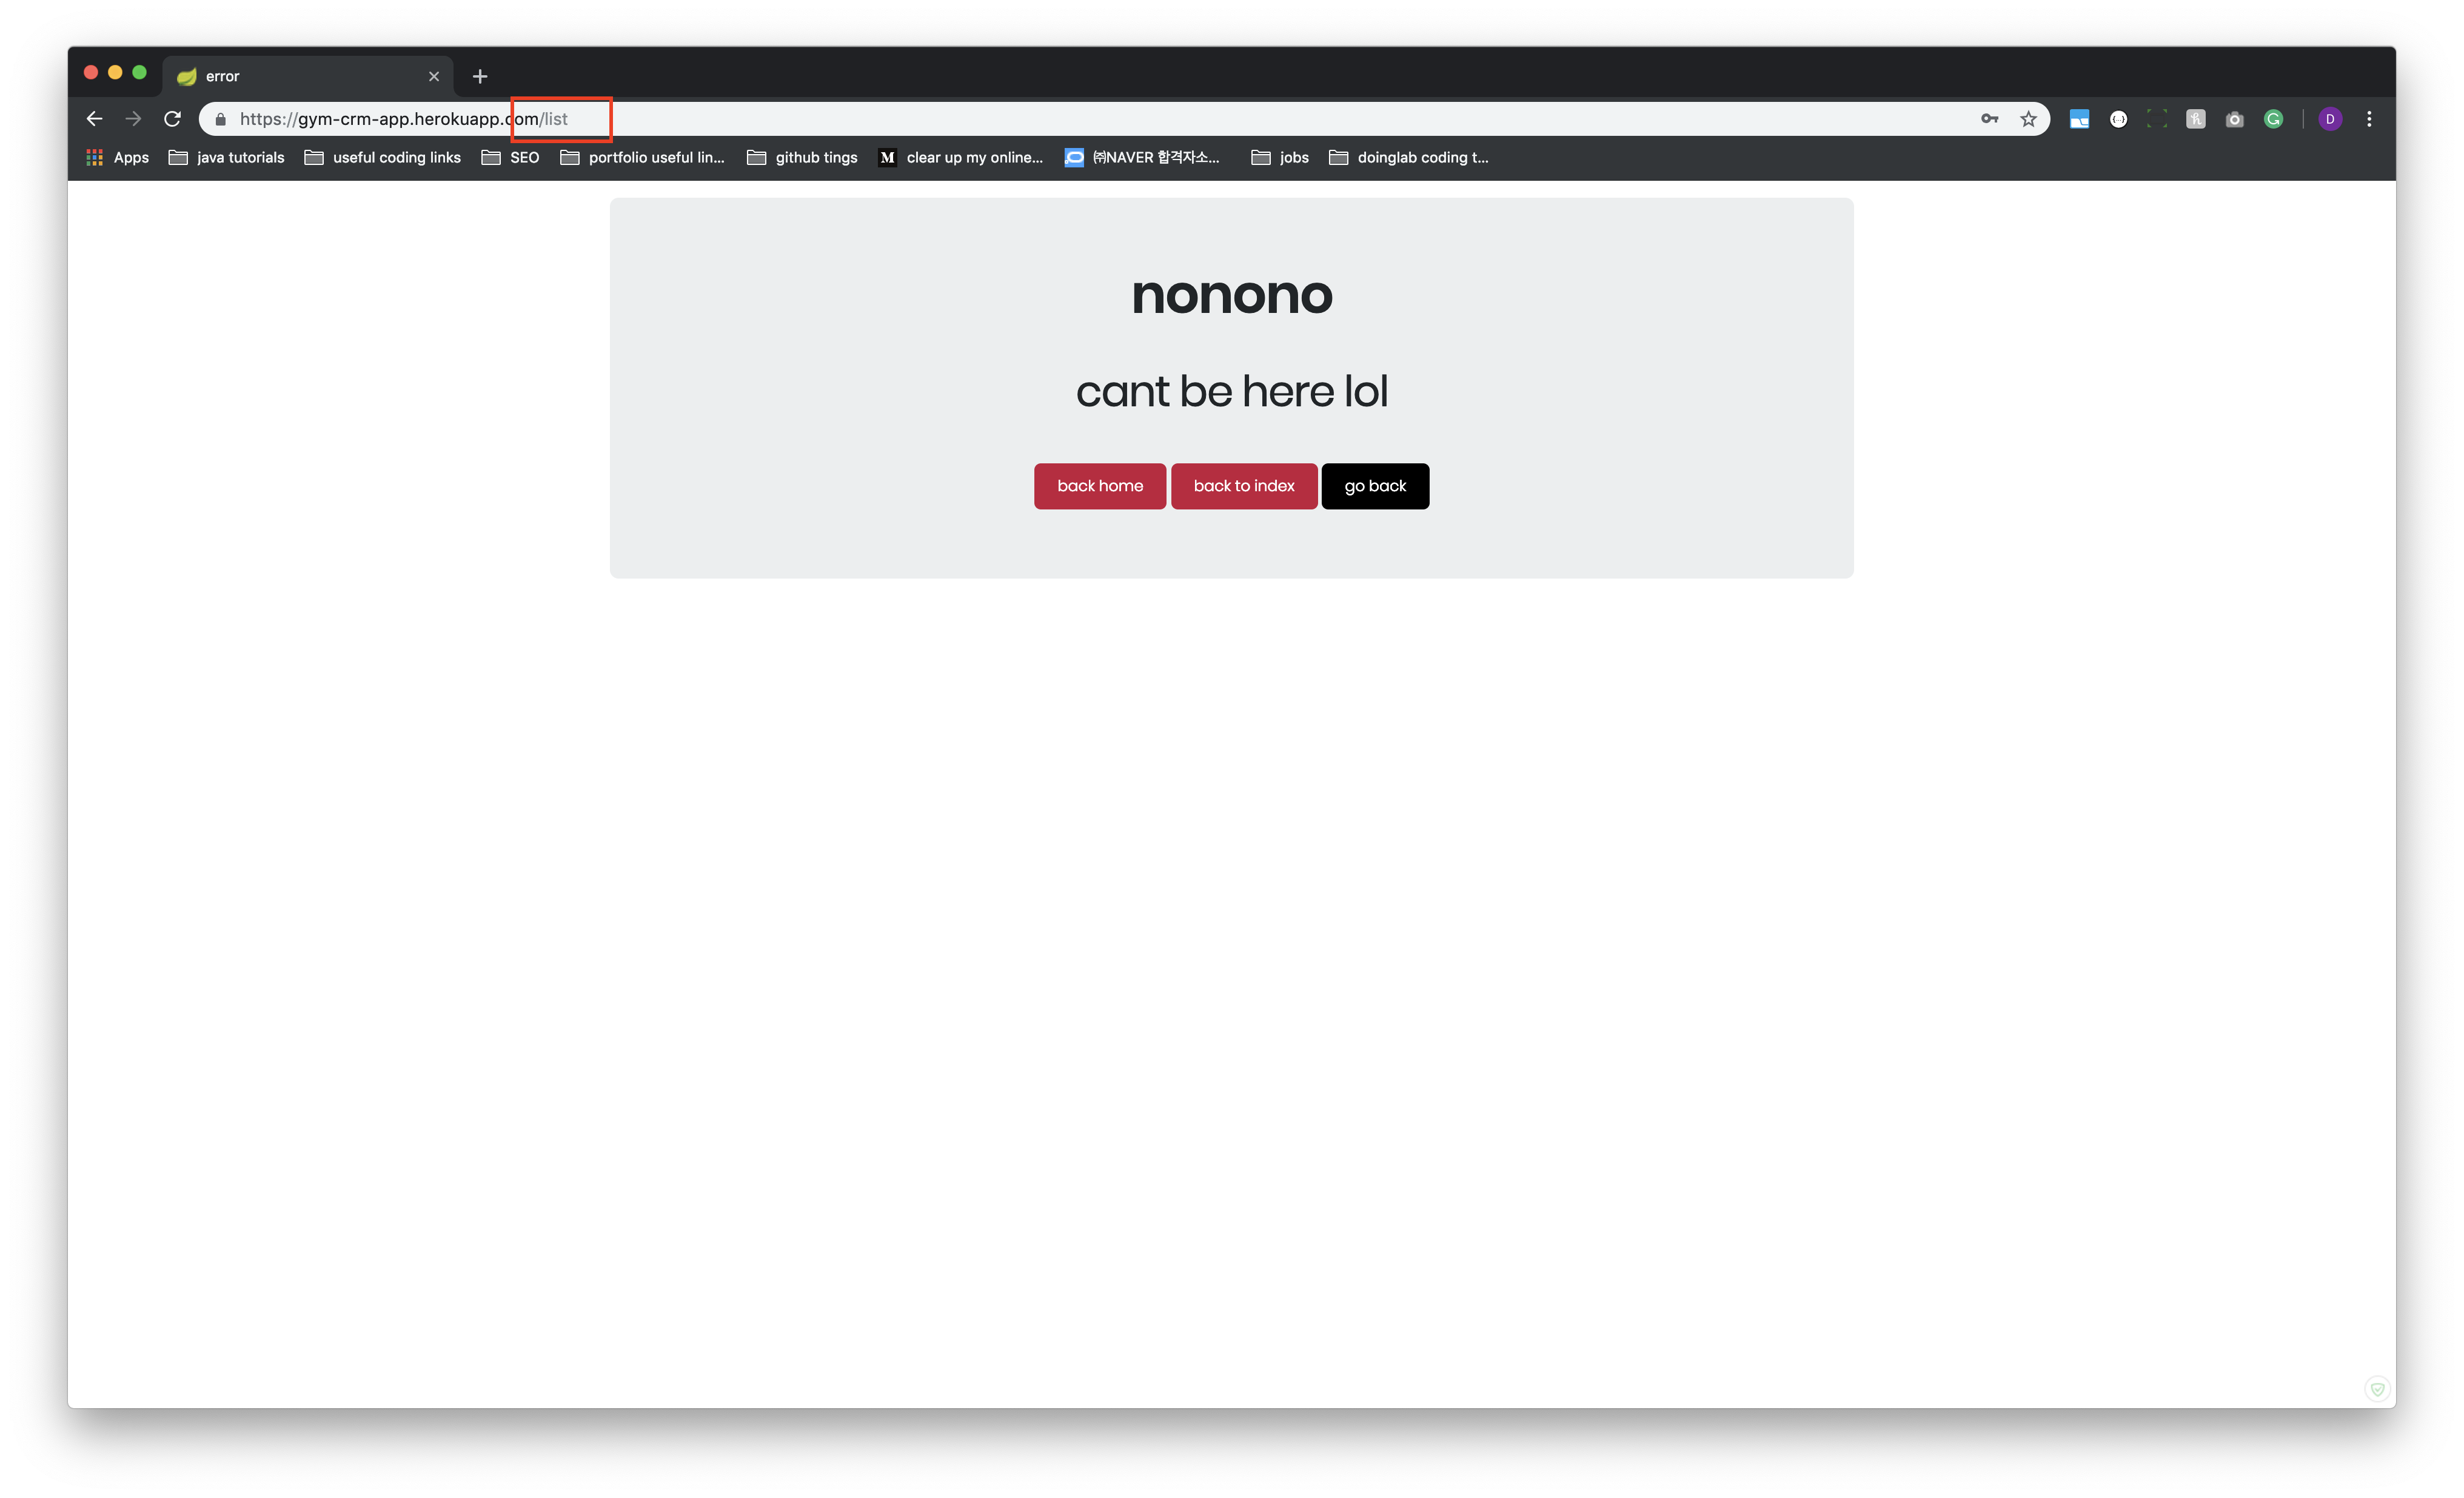 error
https://gym-crm-app.herokuapp.com/list
D
Apps java tutorials useful coding links SEO portfolio useful lin... github tings M clear up my online... ㈜NAVER 합격자소... jobs doinglab coding t...
nonono
cant be here lol
back home back to index go back